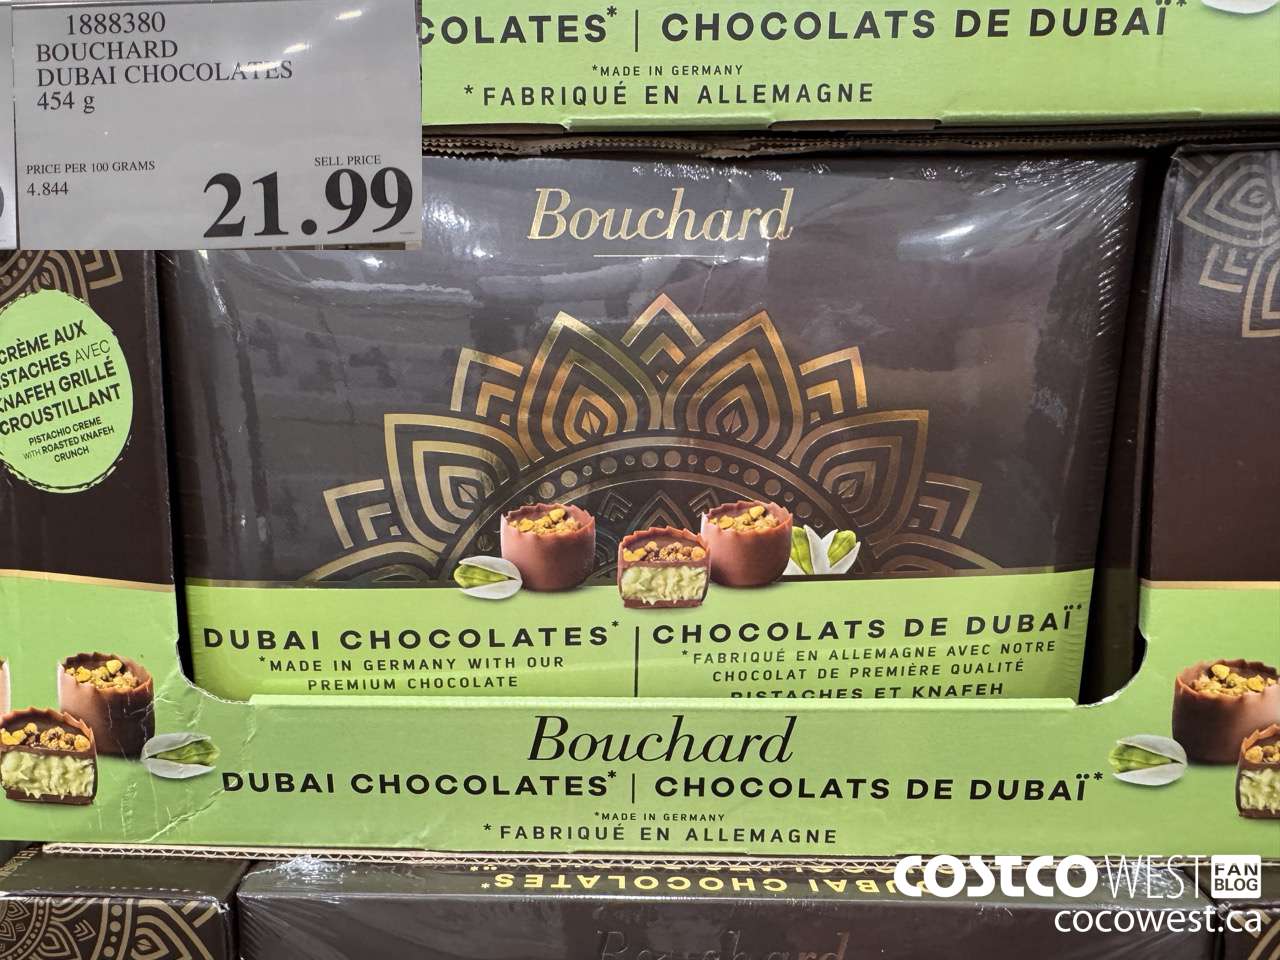 1888380
BOUCHARD
DUBAI CHOCOLATES
454 g
PRICE PER 100 GRAMS
4.844
SELL PRICE
21.99
COLATES* | CHOCOLATS DE DUBAÏ*
*MADE IN GERMANY
*FABRIQUÉ EN ALLEMAGNE
Bouchard
CRÈME AUX
PISTACHES AVEC
KNAFEH GRILLÉ
CROUSTILLANT
PISTACHIO CREME
WITH ROASTED KNAFEH
CRUNCH
DUBAI CHOCOLATES*
*MADE IN GERMANY WITH OUR
PREMIUM CHOCOLATE
CHOCOLATS DE DUBAÏ*
*FABRIQUÉ EN ALLEMAGNE AVEC NOTRE
CHOCOLAT DE PREMIÈRE QUALITÉ
PISTACHES ET KNAFEH
Bouchard
DUBAI CHOCOLATES* | CHOCOLATS DE DUBAÏ*
*MADE IN GERMANY
*FABRIQUÉ EN ALLEMAGNE
DUBAI CHOCOLATES*
Bouchard
COSTCO WEST FAN BLOG
cocowest.ca